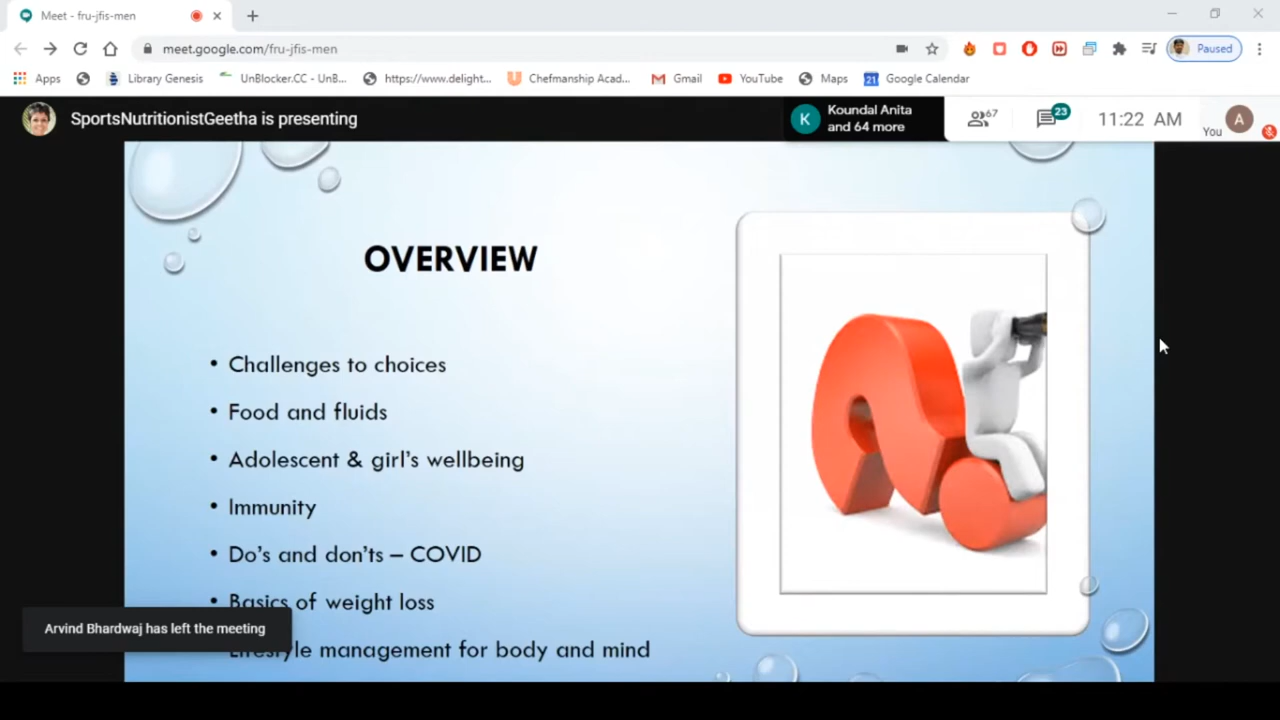 Meet - fru-jfis-men
meet.google.com/fru-jfis-men
Paused
Apps
Library Genesis
UnBlocker.CC - UnB...
https://www.delight...
Chefmanship Acad...
Gmail
YouTube
Maps
21
Google Calendar
SportsNutritionistGeetha is presenting
K
Koundal Anita
and 64 more
67
23
11:22 AM
You
A
OVERVIEW
• Challenges to choices
• Food and fluids
• Adolescent & girl's wellbeing
• Immunity
• Do's and don'ts – COVID
• Basics of weight loss
Lifestyle management for body and mind
Arvind Bhardwaj has left the meeting